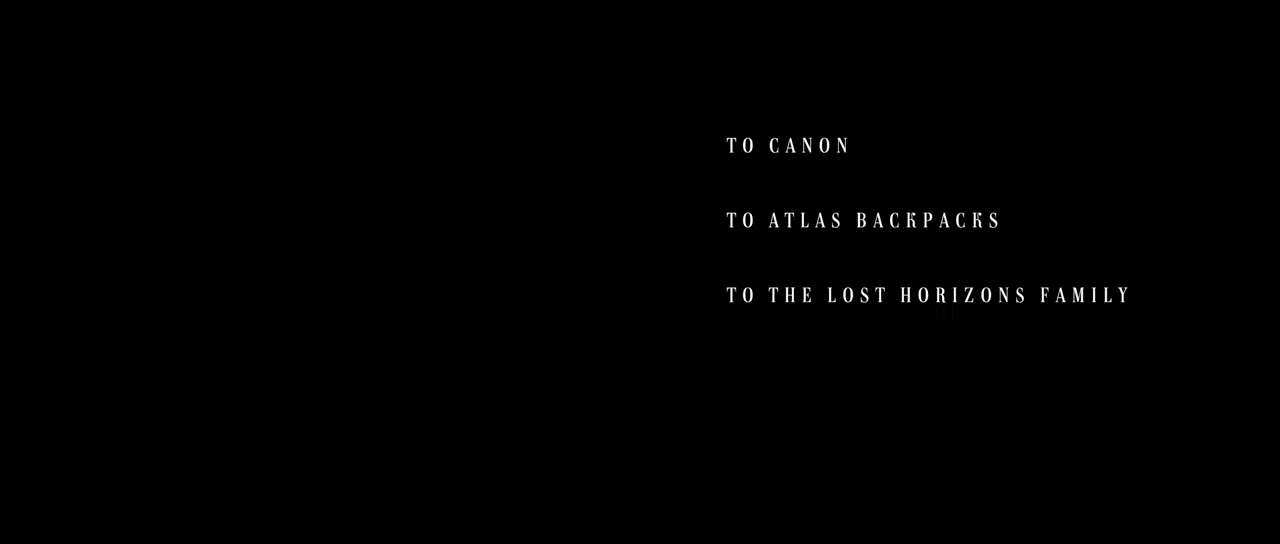 TO CANON
TO ATLAS BACKPACKS
TO THE LOST HORIZONS FAMILY